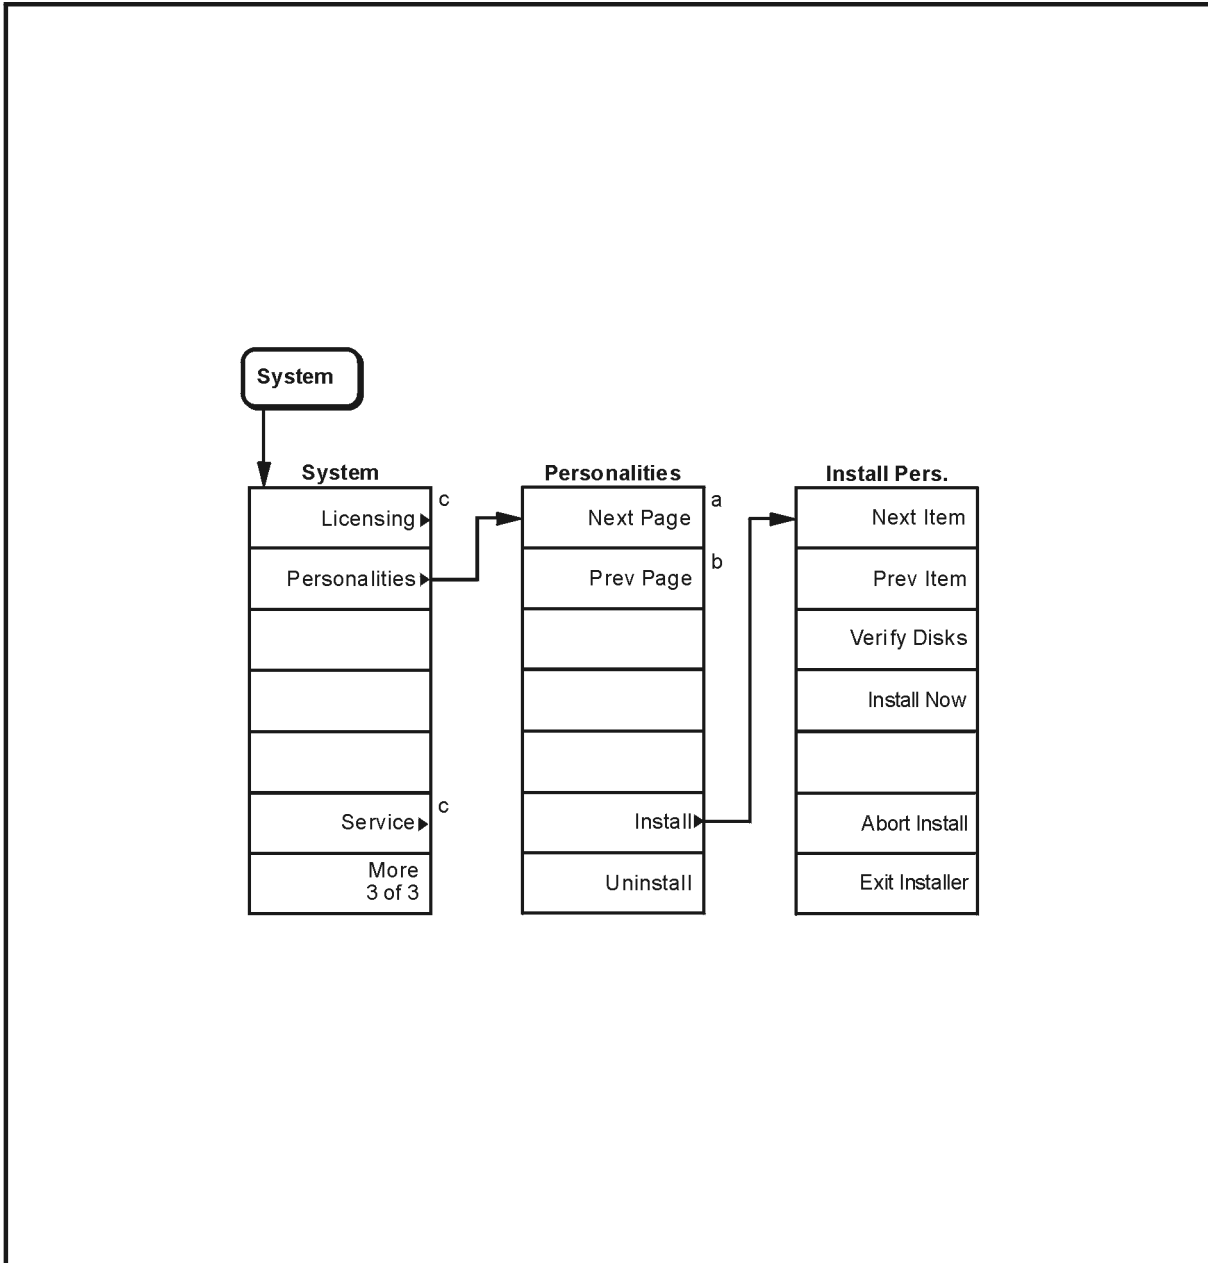 System
System
Licensing
c
Personalities
Service
c
More
3 of 3
Personalities
Next Page
a
Prev Page
b
Install
Uninstall
Install Pers.
Next Item
Prev Item
Verify Disks
Install Now
Abort Install
Exit Installer